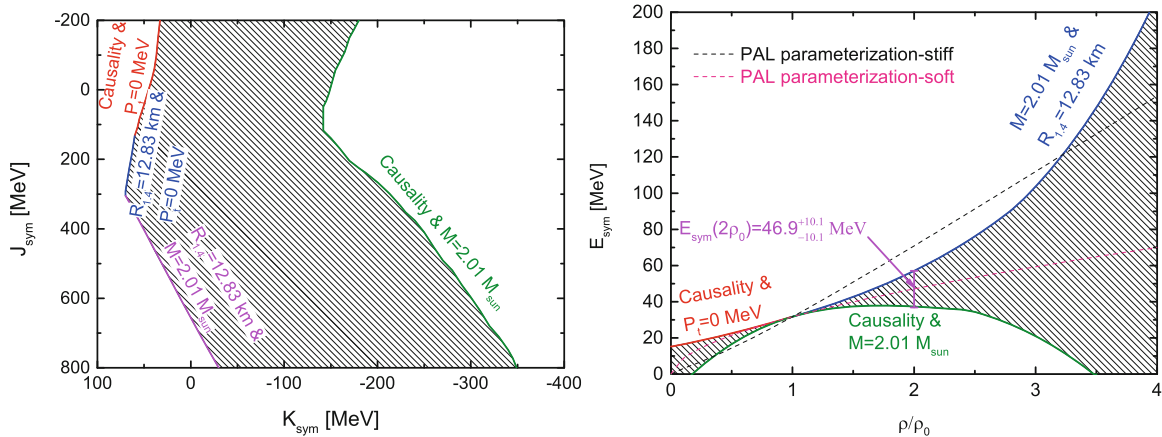 -200
0
200
400
600
800
J_sym [MeV]
100
0
-100
-200
-300
-400
K_sym [MeV]
Causality &
P_t=0 MeV
R_1.4=12.83 km &
P_t=0 MeV
R_1.4=12.83 km &
M=2.01 M_sun
Causality & M=2.01 M_sun
200
180
160
140
120
100
80
60
40
20
0
E_sym [MeV]
0
1
2
3
4
ρ/ρ_0
PAL parameterization-stiff
PAL parameterization-soft
M=2.01 M_sun &
R_1.4=12.83 km
E_sym(2ρ_0)=46.9^{+10.1}_{-10.1} MeV
Causality &
P_t=0 MeV
Causality &
M=2.01 M_sun